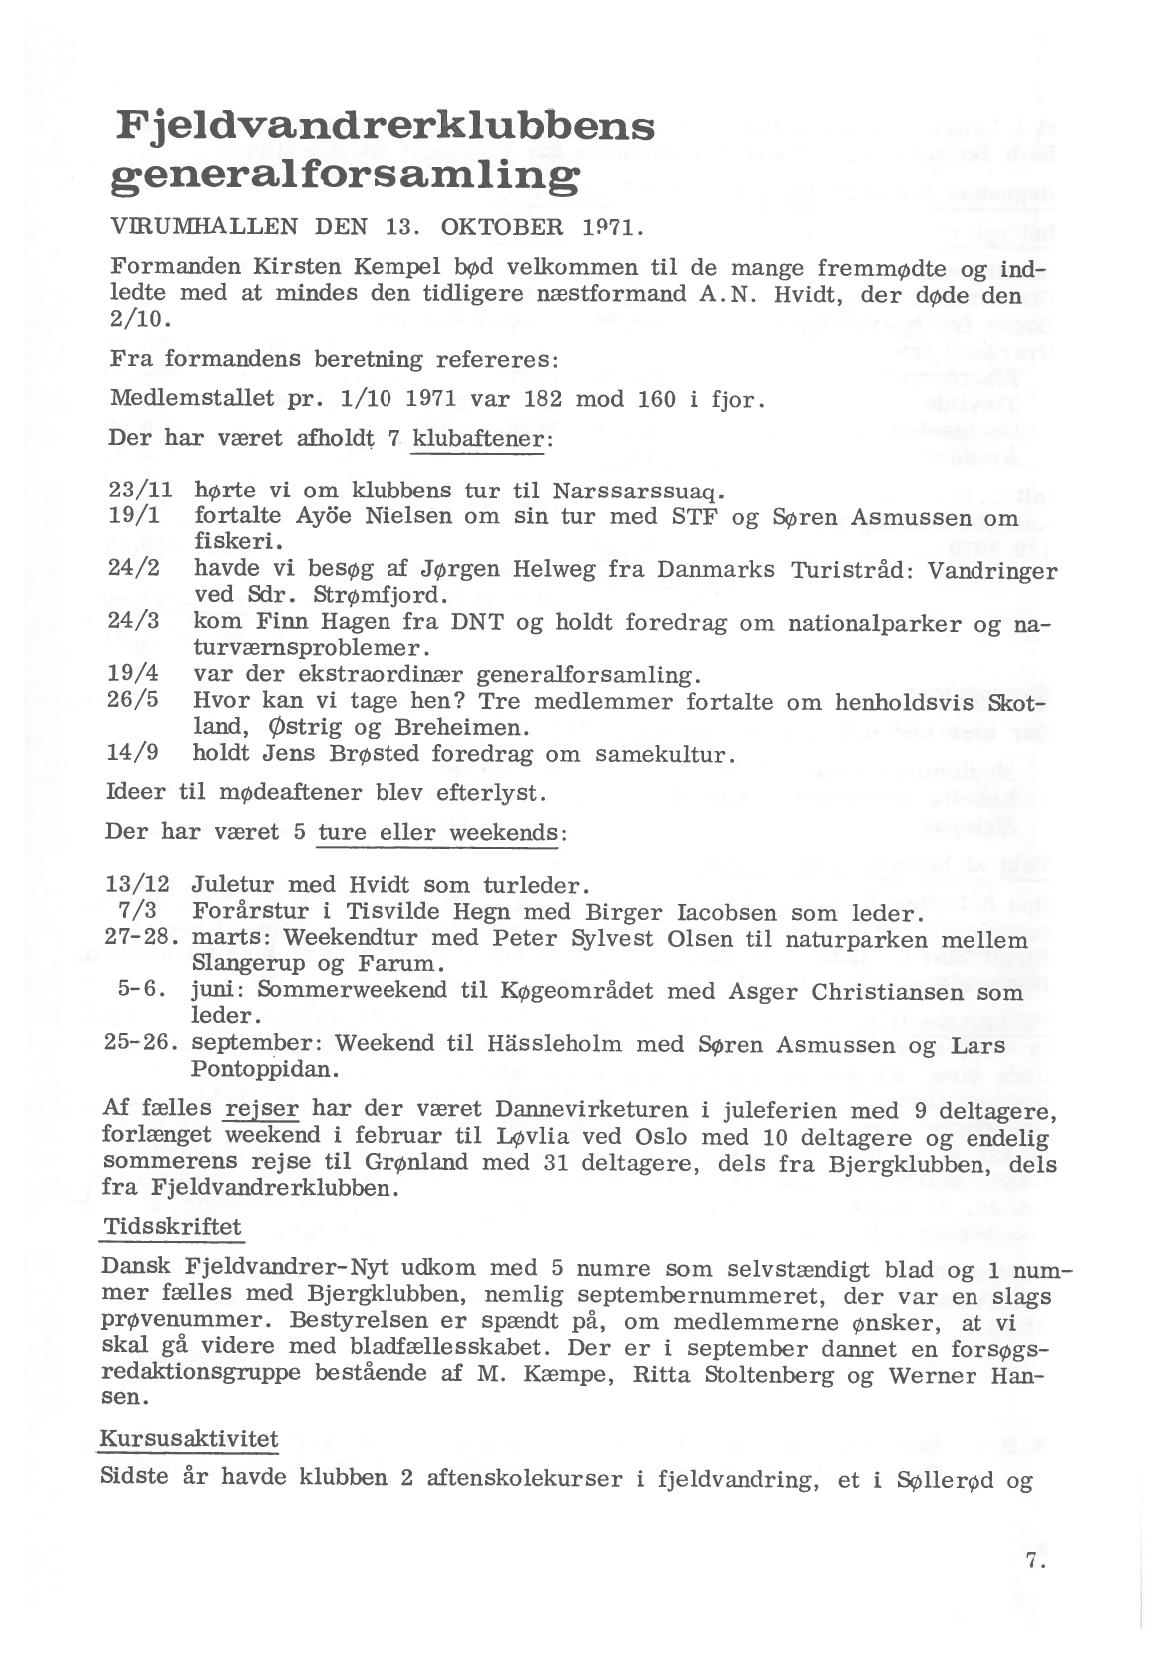 Fjeldvandrerklubbens
generalforsamling
VIRUMHALLEN DEN 13. OKTOBER 1971.
Formanden Kirsten Kempel bød velkommen til de mange fremmødte og ind-
ledte med at mindes den tidligere næstformand A.N. Hvidt, der døde den
2/10.
Fra formandens beretning refereres:
Medlemstallet pr. 1/10 1971 var 182 mod 160 i fjor.
Der har været afholdt 7 klubaftener:
23/11 hørte vi om klubbens tur til Narssarssuaq.
19/1 fortalte Ayöe Nielsen om sin tur med STF og Søren Asmussen om
fiskeri.
24/2 havde vi besøg af Jørgen Helweg fra Danmarks Turistråd: Vandringer
ved Sdr. Strømfjord.
24/3 kom Finn Hagen fra DNT og holdt foredrag om nationalparker og na-
turværnsproblemer.
19/4 var der ekstraordinær generalforsamling.
26/5 Hvor kan vi tage hen? Tre medlemmer fortalte om henholdsvis Skot-
land, Østrig og Breheimen.
14/9 holdt Jens Brøsted foredrag om samekultur.
Ideer til mødeaftener blev efterlyst.
Der har været 5 ture eller weekends:
13/12 Juletur med Hvidt som turleder.
7/3 Forårstur i Tisvilde Hegn med Birger Iacobsen som leder.
27-28. marts: Weekendtur med Peter Sylvest Olsen til naturparken mellem
Slangerup og Farum.
5-6. juni: Sommerweekend til Køgeområdet med Asger Christiansen som
leder.
25-26. september: Weekend til Hässleholm med Søren Asmussen og Lars
Pontoppidan.
Af fælles rejser har der været Dannevirketuren i juleferien med 9 deltagere,
forlænget weekend i februar til Løvlia ved Oslo med 10 deltagere og endelig
sommerens rejse til Grønland med 31 deltagere, dels fra Bjergklubben, dels
fra Fjeldvandrerklubben.
Tidsskriftet
Dansk Fjeldvandrer-Nyt udkom med 5 numre som selvstændigt blad og 1 num-
mer fælles med Bjergklubben, nemlig septembernummeret, der var en slags
prøvenummer. Bestyrelsen er spændt på, om medlemmerne ønsker, at vi
skal gå videre med bladfællesskabet. Der er i september dannet en forsøgs-
redaktionsgruppe bestående af M. Kæmpe, Ritta Stoltenberg og Werner Han-
sen.
Kursusaktivitet
Sidste år havde klubben 2 aftenskolekurser i fjeldvandring, et i Søllerød og
7.